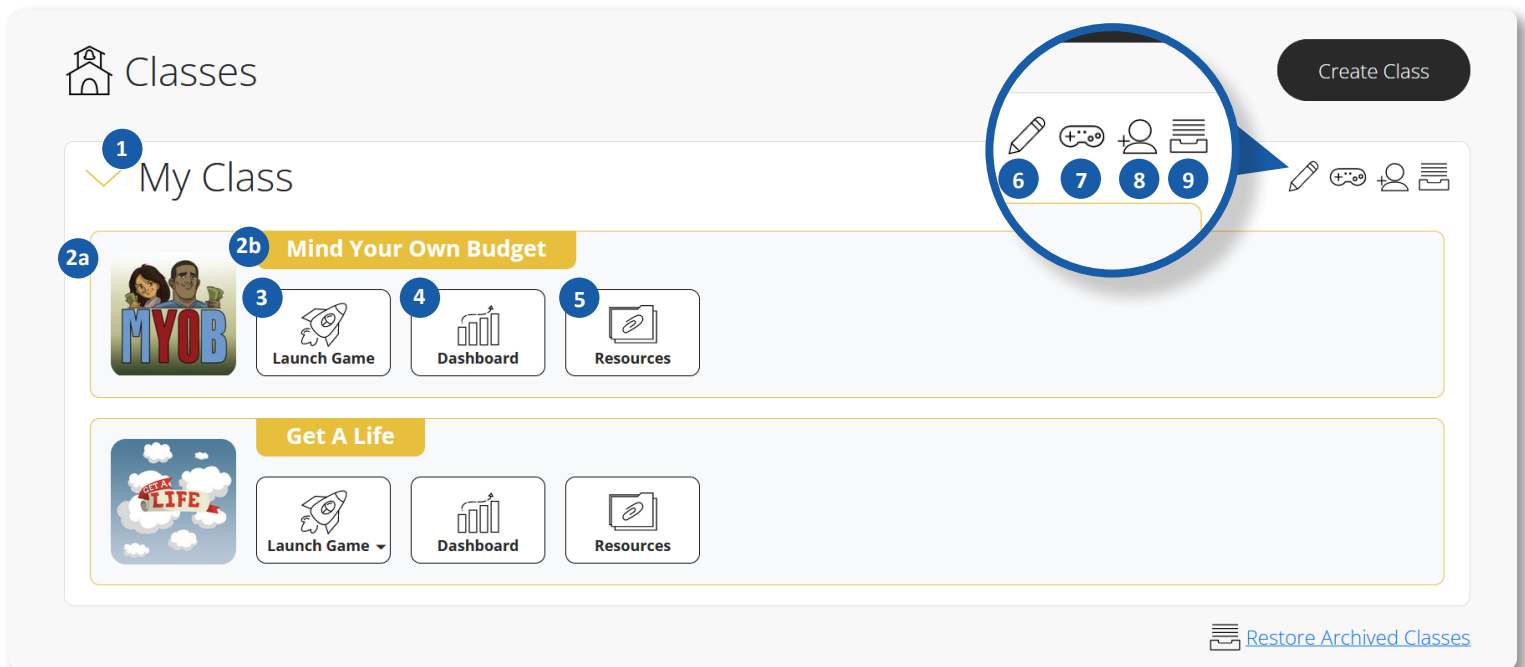 Classes
Create Class
1
My Class
6 7 8 9
2a
2b
Mind Your Own Budget
MYOB
3
4
5
Launch Game
Dashboard
Resources
Get A Life
GET A
LIFE
Launch Game
Dashboard
Resources
Restore Archived Classes